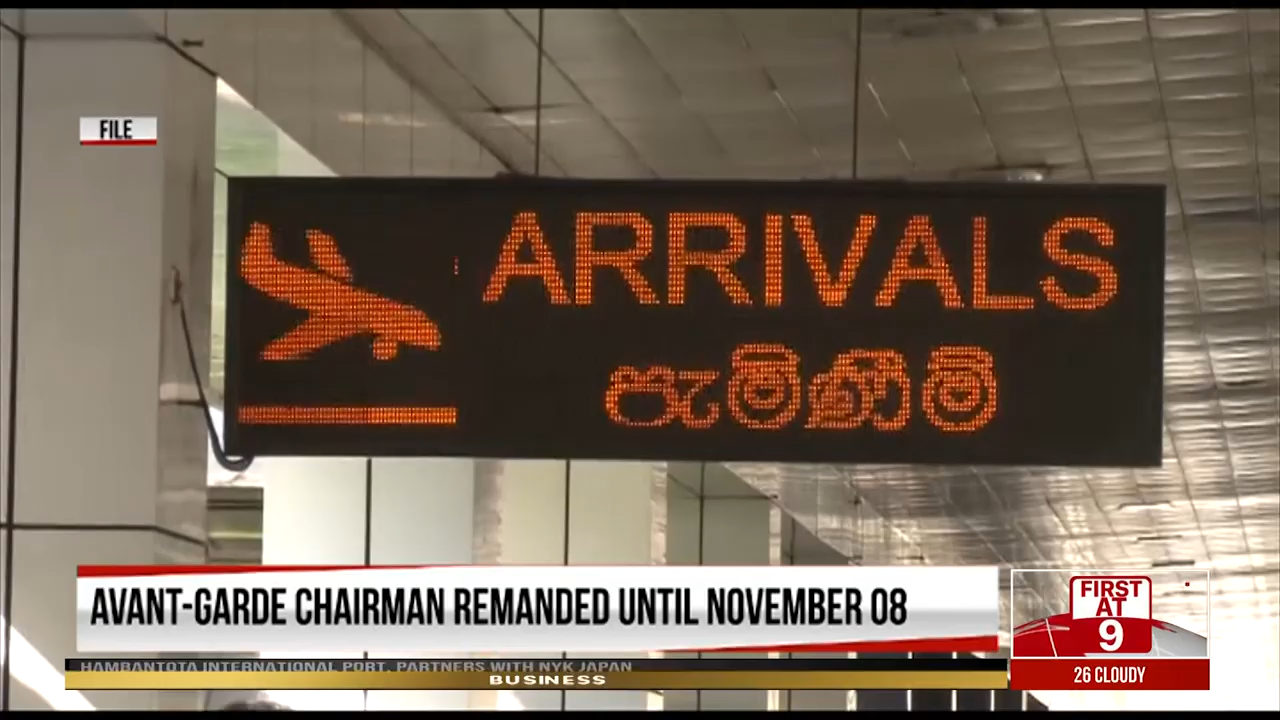 FILE
ARRIVALS
පැමිණීම්
AVANT-GARDE CHAIRMAN REMANDED UNTIL NOVEMBER 08
HAMBANTOTA INTERNATIONAL PORT, PARTNERS WITH NYK JAPAN
BUSINESS
FIRST
AT
9
26 CLOUDY